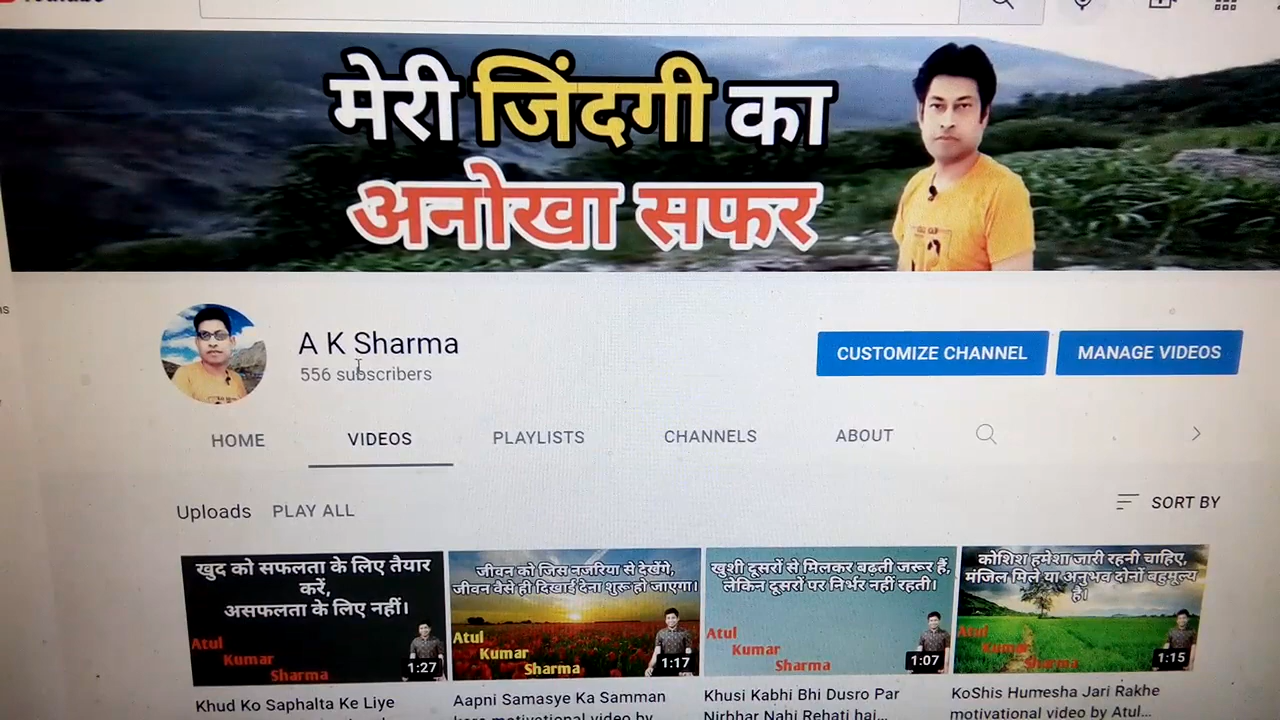 मेरी जिंदगी का
अनोखा सफर
A K Sharma
556 subscribers
CUSTOMIZE CHANNEL
MANAGE VIDEOS
HOME
VIDEOS
PLAYLISTS
CHANNELS
ABOUT
Uploads
PLAY ALL
SORT BY
खुद को सफलता के लिए तैयार
करें,
असफलता के लिए नहीं।
Atul
Kumar
Sharma
1:27
जीवन को जिस नजरिया से देखेंगे,
जीवन वैसे ही दिखाई देना शुरू हो जाएगा।
Atul
Kumar
Sharma
1:17
खुशी दूसरों से मिलकर बढ़ती जरूर हैं,
लेकिन दूसरों पर निर्भर नहीं रहती।
Atul
Kumar
Sharma
1:07
कोशिश हमेशा जारी रहनी चाहिए,
मंजिल मिले या अनुभव दोनों बहुमूल्य
है।
Atul
Kumar
Sharma
1:15
Khud Ko Saphalta Ke Liye
Aapni Samasye Ka Samman
motivational video by
Khusi Kabhi Bhi Dusro Par
Nirbhar Nahi Rehati hai...
KoShis Humesha Jari Rakhe
motivational video by Atul...